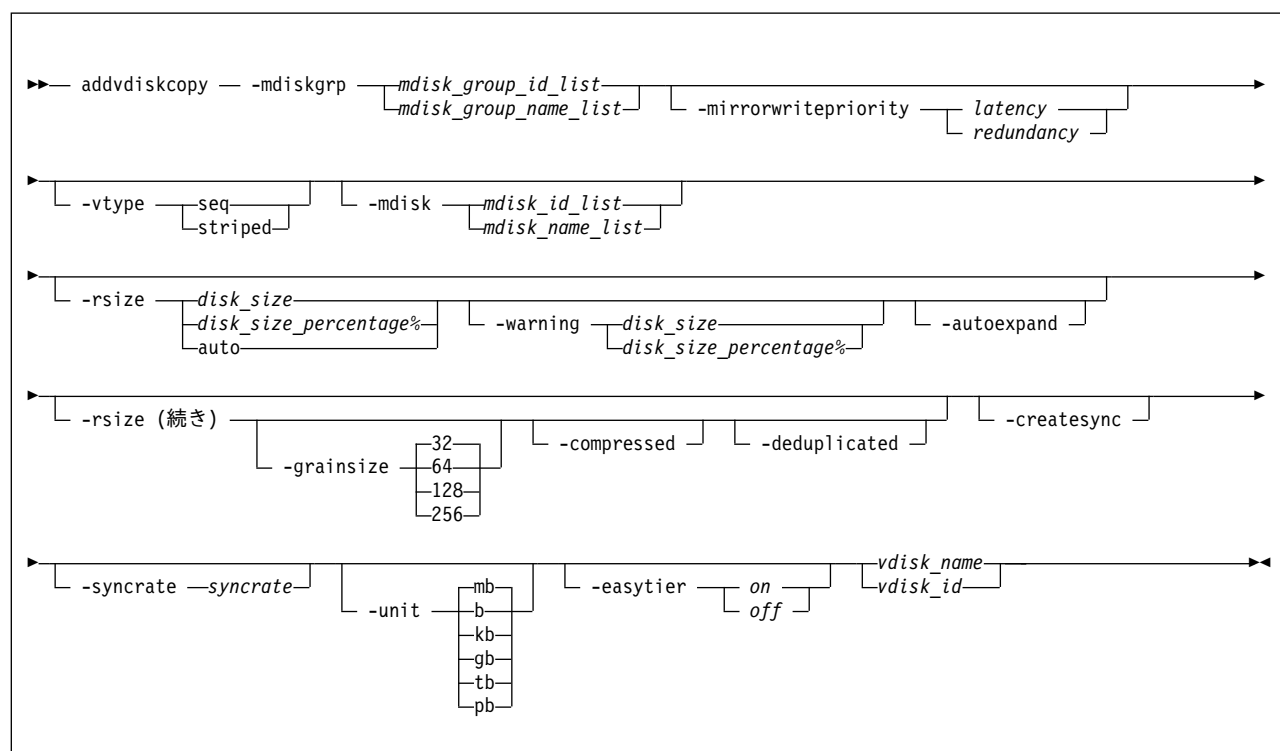 addvdiskcopy -mdiskgrp mdisk_group_id_list
mdisk_group_name_list
-mirrorwritepriority latency
redundancy
-vtype seq
striped
-mdisk mdisk_id_list
mdisk_name_list
-rsize disk_size
disk_size_percentage%
auto
-warning disk_size
disk_size_percentage%
-autoexpand
-rsize (続き)
-grainsize 32
64
128
256
-compressed
-deduplicated
-createsync
-syncrate syncrate
-unit mb
b
kb
gb
tb
pb
-easytier on
off
vdisk_name
vdisk_id